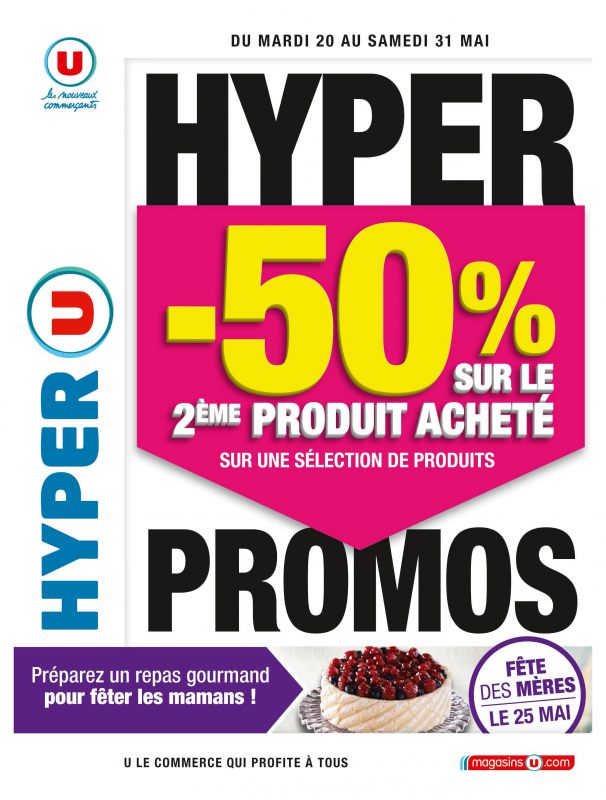 DU MARDI 20 AU SAMEDI 31 MAI
U
les nouveaux
commerçants
HYPER
-50%
SUR LE
2ÈME PRODUIT ACHETÉ
SUR UNE SÉLECTION DE PRODUITS
HYPER U
PROMOS
Préparez un repas gourmand
pour fêter les mamans !
FÊTE
DES MÈRES
LE 25 MAI
U LE COMMERCE QUI PROFITE À TOUS
magasinsU.com